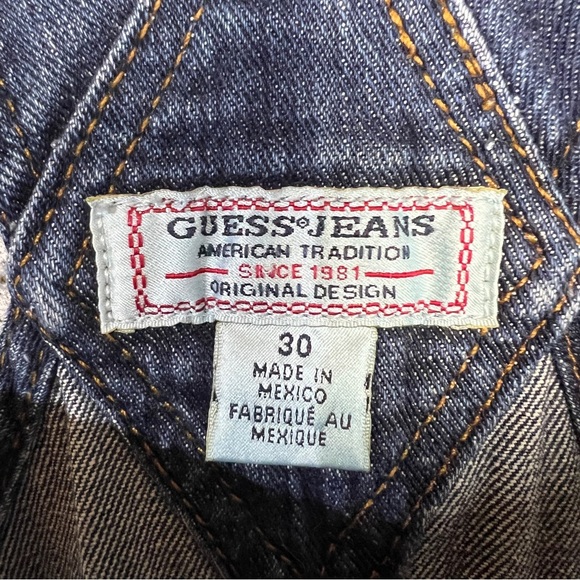 GUESS JEANS
AMERICAN TRADITION
SINCE 1981
ORIGINAL DESIGN
30
MADE IN
MEXICO
FABRIQUÉ AU
MEXIQUE